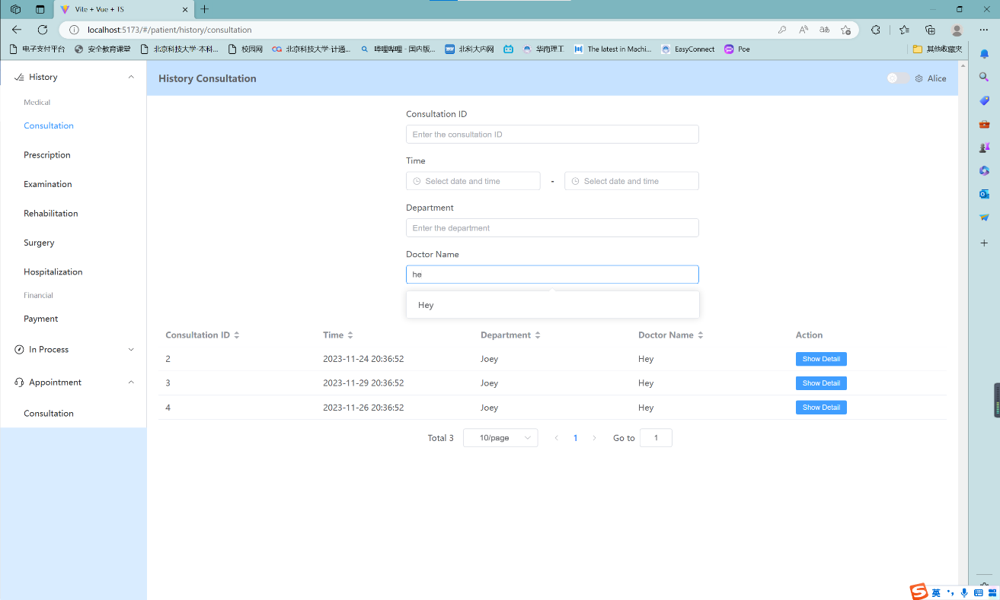 Vite + Vue + TS
localhost:5173/#/patient/history/consultation
电子支付平台 安全教育课堂 北京科技大学-本科... 校园网 北京科技大学-计通... 哔哩哔哩 - 国内版... 北科大内网 华南理工 The latest in Machi... EasyConnect Poe 其他收藏夹
History
Medical
Consultation
Prescription
Examination
Rehabilitation
Surgery
Hospitalization
Financial
Payment
In Process
Appointment
Consultation
History Consultation Alice
Consultation ID
Enter the consultation ID
Time
Select date and time - Select date and time
Department
Enter the department
Doctor Name
he
Hey
Consultation ID Time Department Doctor Name Action
2 2023-11-24 20:36:52 Joey Hey Show Detail
3 2023-11-29 20:36:52 Joey Hey Show Detail
4 2023-11-26 20:36:52 Joey Hey Show Detail
Total 3 10/page 1 Go to 1
英